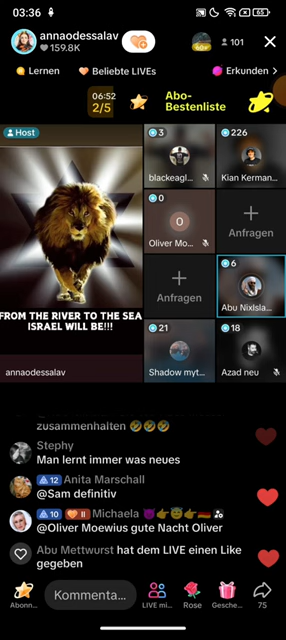 03:36
65
annaodessalav
159.8K
101
Lernen
Beliebte LIVEs
Erkunden >
06:52
2/5
Abo-
Bestenliste
Host
3
226
blackeagl...
Kian Kerman...
0
O
Oliver Mo...
Anfragen
FROM THE RIVER TO THE SEA
ISRAEL WILL BE!!!
Anfragen
6
Abu NixIsla...
21
18
annaodessalav
Shadow myt...
Azad neu
zusammenhalten 🤣🤣🤣
Stephy
Man lernt immer was neues
12 Anita Marschall
@Sam definitiv
10 II Michaela 😈👉😇👉🇩🇪
@Oliver Moewius gute Nacht Oliver
Abu Mettwurst hat dem LIVE einen Like
gegeben
Kommenta...
Abonn...
LIVE mi...
Rose
Gesche...
75